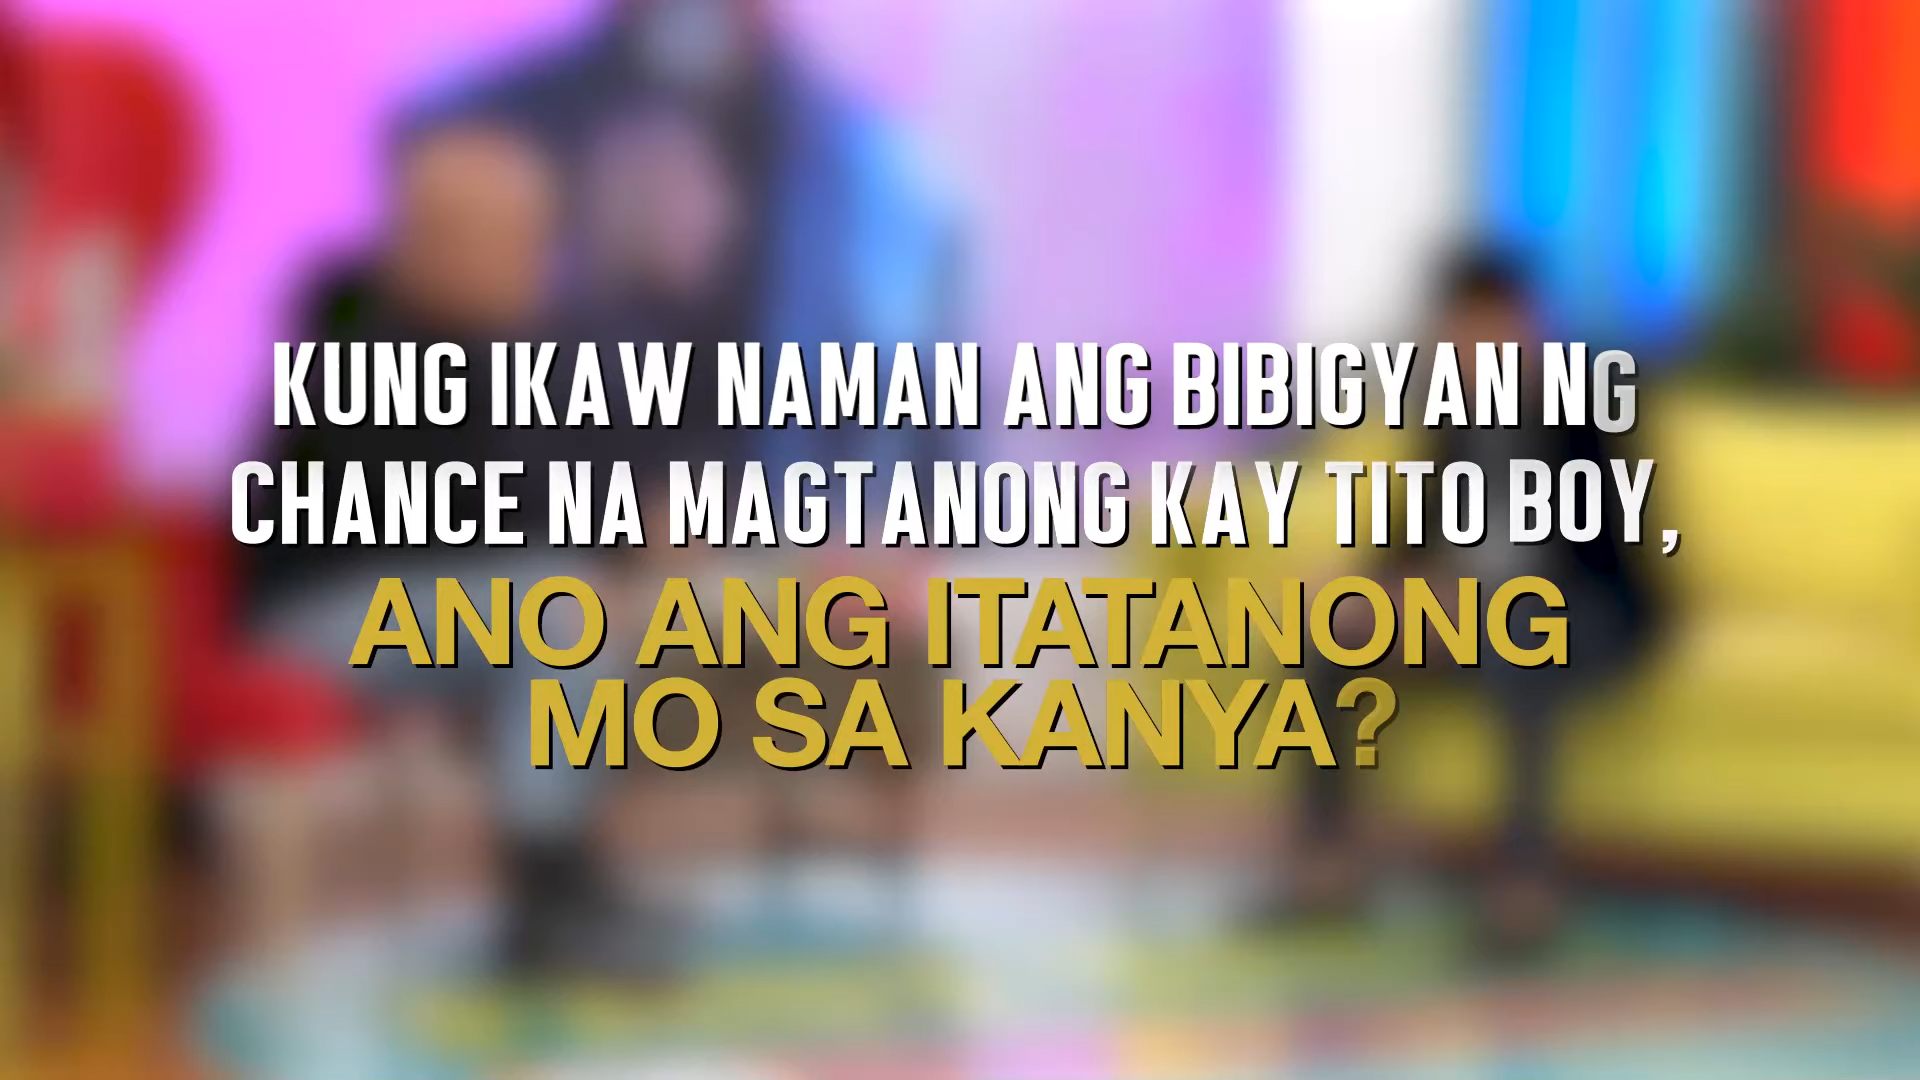 KUNG IKAW NAMAN ANG BIBIGYAN NG
CHANCE NA MAGTANONG KAY TITO BOY,
ANO ANG ITATANONG
MO SA KANYA?